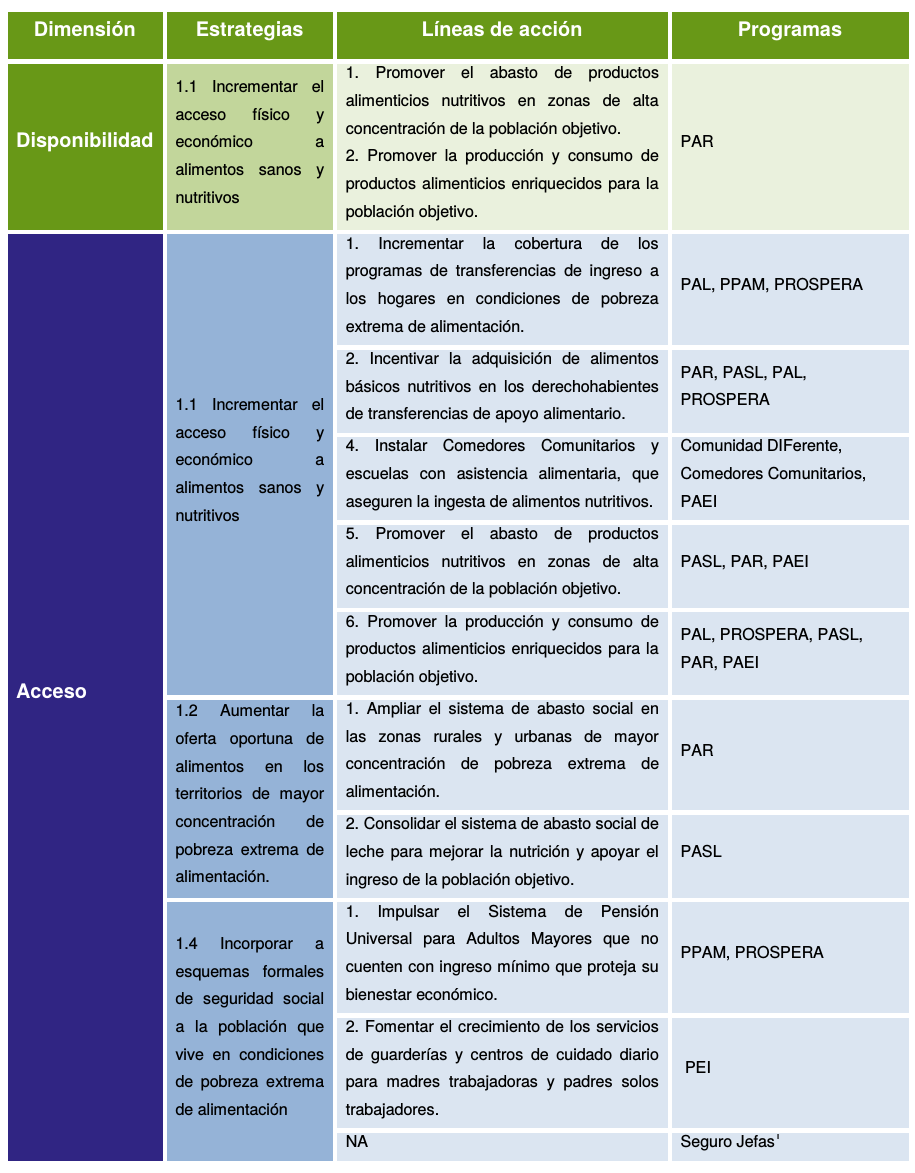 Dimensión
Estrategias
Líneas de acción
Programas
Disponibilidad
1.1 Incrementar el
acceso físico y
económico a
alimentos sanos y
nutritivos
1. Promover el abasto de productos
alimenticios nutritivos en zonas de alta
concentración de la población objetivo.
2. Promover la producción y consumo de
productos alimenticios enriquecidos para la
población objetivo.
PAR
Acceso
1.1 Incrementar el
acceso físico y
económico a
alimentos sanos y
nutritivos
1. Incrementar la cobertura de los
programas de transferencias de ingreso a
los hogares en condiciones de pobreza
extrema de alimentación.
PAL, PPAM, PROSPERA
2. Incentivar la adquisición de alimentos
básicos nutritivos en los derechohabientes
de transferencias de apoyo alimentario.
PAR, PASL, PAL,
PROSPERA
4. Instalar Comedores Comunitarios y
escuelas con asistencia alimentaria, que
aseguren la ingesta de alimentos nutritivos.
Comunidad DIFerente,
Comedores Comunitarios,
PAEI
5. Promover el abasto de productos
alimenticios nutritivos en zonas de alta
concentración de la población objetivo.
PASL, PAR, PAEI
6. Promover la producción y consumo de
productos alimenticios enriquecidos para la
población objetivo.
PAL, PROSPERA, PASL,
PAR, PAEI
1.2 Aumentar la
oferta oportuna de
alimentos en los
territorios de mayor
concentración de
pobreza extrema de
alimentación.
1. Ampliar el sistema de abasto social en
las zonas rurales y urbanas de mayor
concentración de pobreza extrema de
alimentación.
PAR
2. Consolidar el sistema de abasto social de
leche para mejorar la nutrición y apoyar el
ingreso de la población objetivo.
PASL
1.4 Incorporar a
esquemas formales
de seguridad social
a la población que
vive en condiciones
de pobreza extrema
de alimentación
1. Impulsar el Sistema de Pensión
Universal para Adultos Mayores que no
cuenten con ingreso mínimo que proteja su
bienestar económico.
PPAM, PROSPERA
2. Fomentar el crecimiento de los servicios
de guarderías y centros de cuidado diario
para madres trabajadoras y padres solos
trabajadores.
PEI
NA
Seguro Jefas'